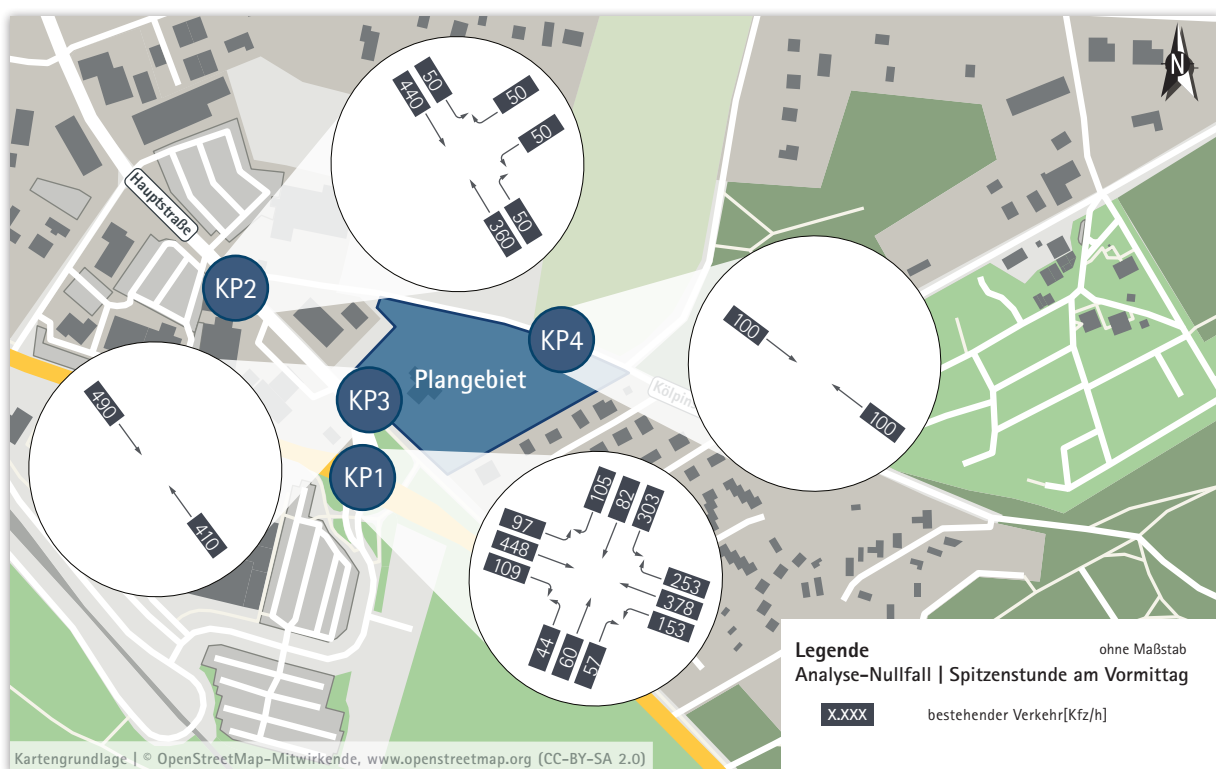 N
440
50
50
50
360
50
Hauptstraße
KP2
KP4
100
100
Plangebiet
Kölpins
KP3
490
410
KP1
105
82
303
97
448
109
253
378
153
44
60
57
Legende
ohne Maßstab
Analyse-Nullfall | Spitzenstunde am Vormittag
X.XXX
bestehender Verkehr[Kfz/h]
Kartengrundlage | © OpenStreetMap-Mitwirkende, www.openstreetmap.org (CC-BY-SA 2.0)